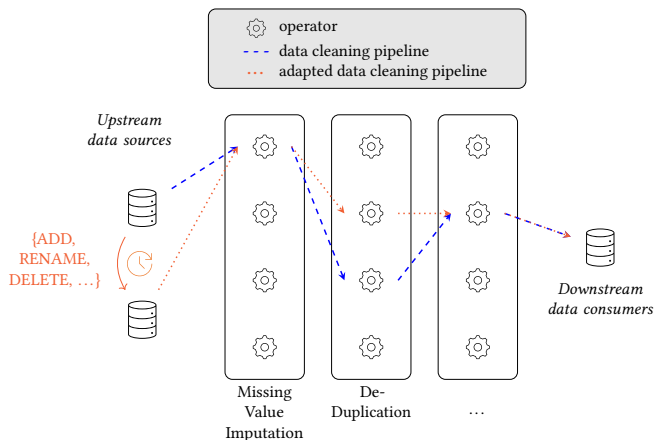 operator
data cleaning pipeline
adapted data cleaning pipeline
Upstream
data sources
{ADD,
RENAME,
DELETE, ...}
Downstream
data consumers
Missing
Value
Imputation
De-
Duplication
...